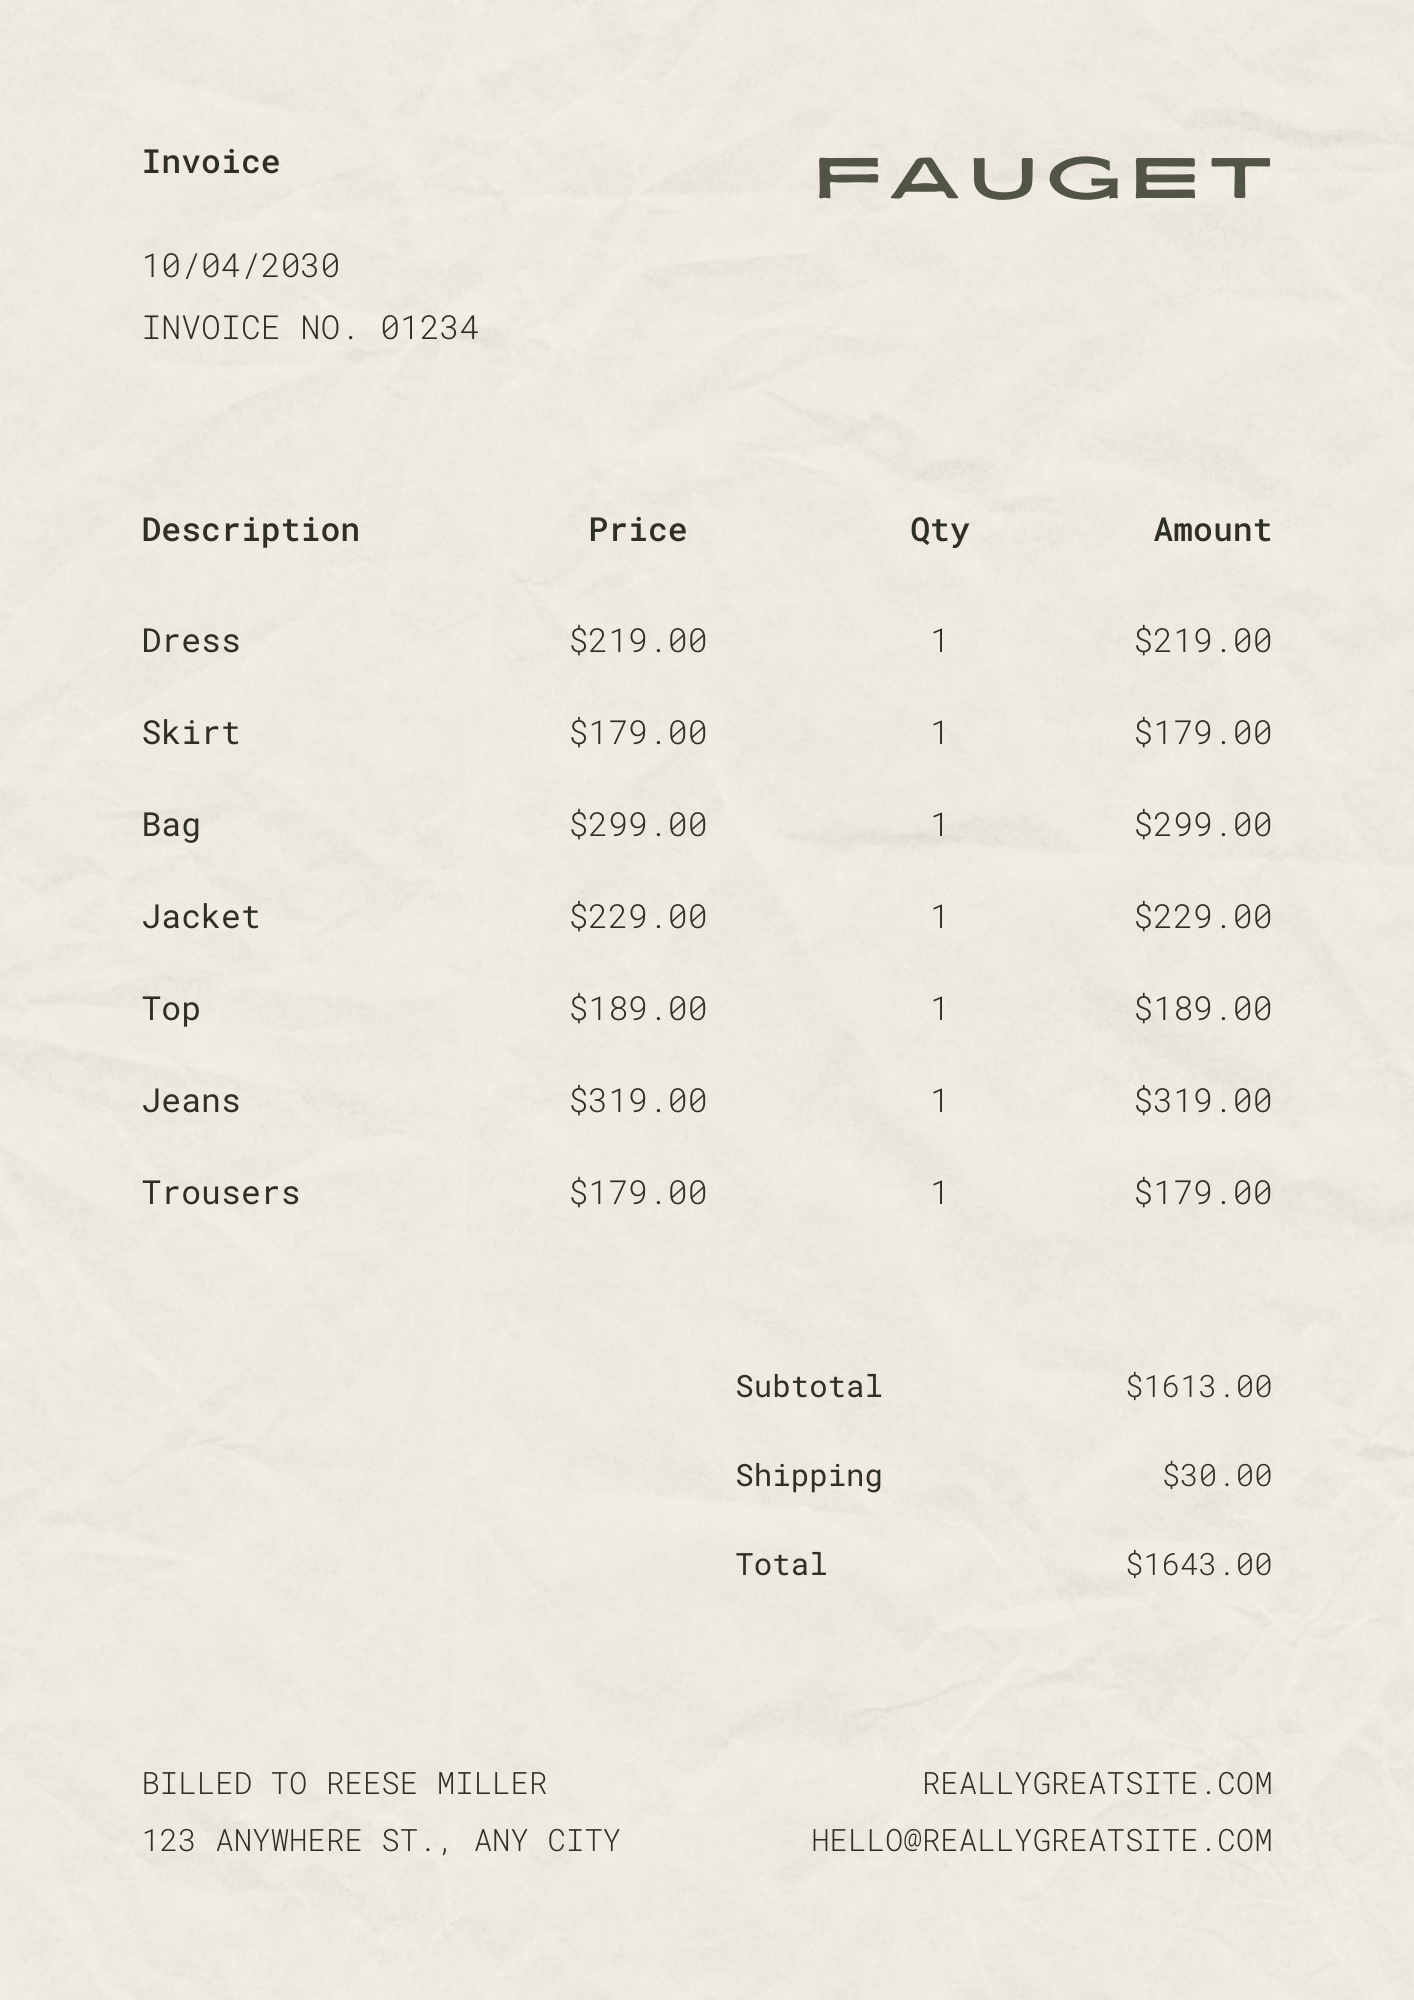 Invoice
FAUGET
10/04/2030
INVOICE NO. 01234
Description Price Qty Amount
Dress $219.00 1 $219.00
Skirt $179.00 1 $179.00
Bag $299.00 1 $299.00
Jacket $229.00 1 $229.00
Top $189.00 1 $189.00
Jeans $319.00 1 $319.00
Trousers $179.00 1 $179.00
Subtotal $1613.00
Shipping $30.00
Total $1643.00
BILLED TO REESE MILLER
123 ANYWHERE ST., ANY CITY
REALLYGREATSITE.COM
HELLO@REALLYGREATSITE.COM